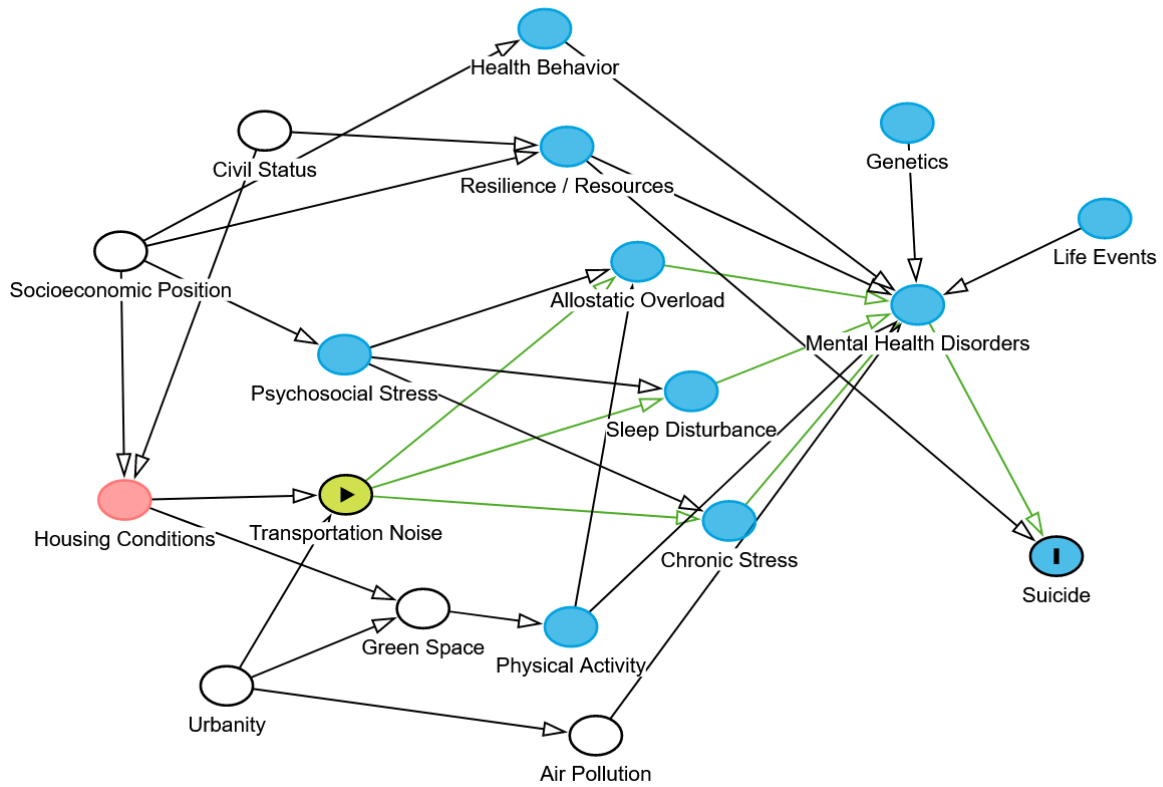 Health Behavior
Civil Status
Genetics
Resilience / Resources
Life Events
Socioeconomic Position
Allostatic Overload
Mental Health Disorders
Psychosocial Stress
Sleep Disturbance
Housing Conditions
Transportation Noise
Chronic Stress
Suicide
Green Space
Physical Activity
Urbanity
Air Pollution